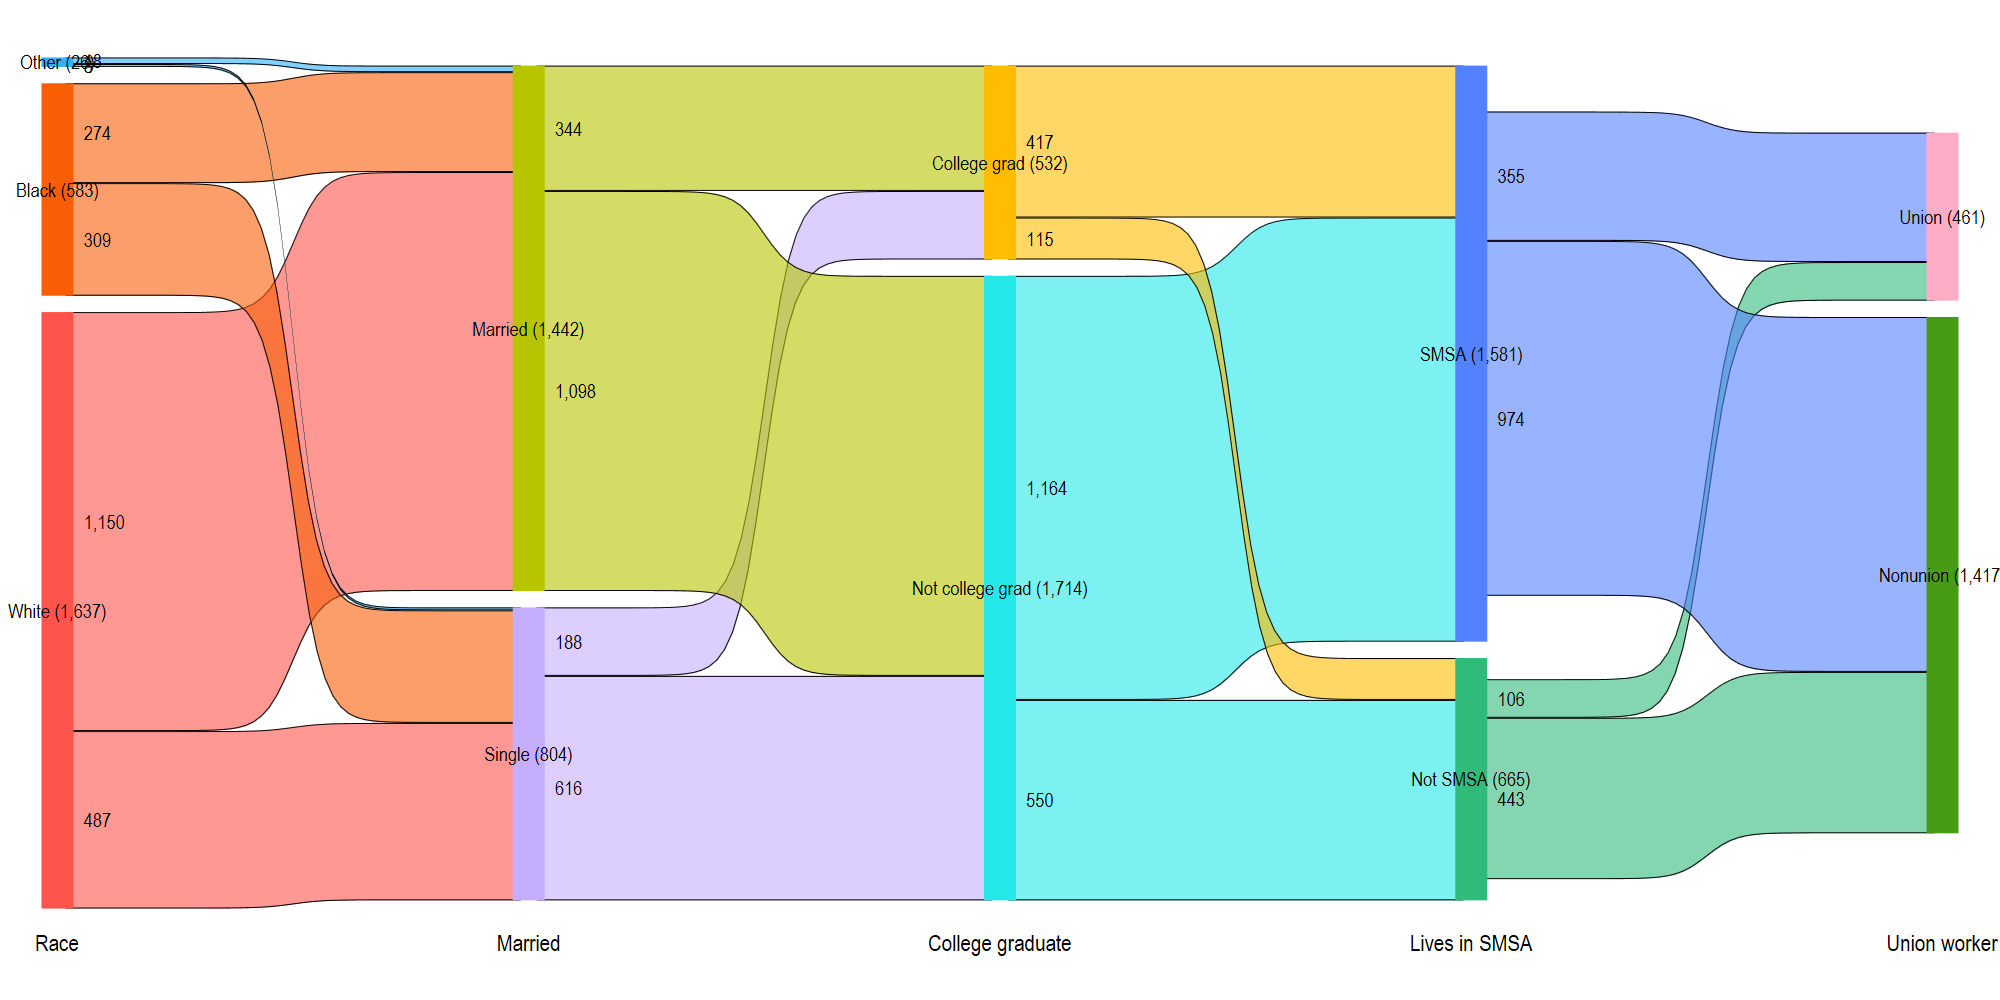 Other (26)
Black (583)
274
309
White (1,637)
1,150
487
Married (1,442)
344
1,098
Single (804)
188
616
College grad (532)
417
115
Not college grad (1,714)
1,164
550
SMSA (1,581)
355
974
Not SMSA (665)
106
443
Union (461)
Nonunion (1,417
Race
Married
College graduate
Lives in SMSA
Union worker